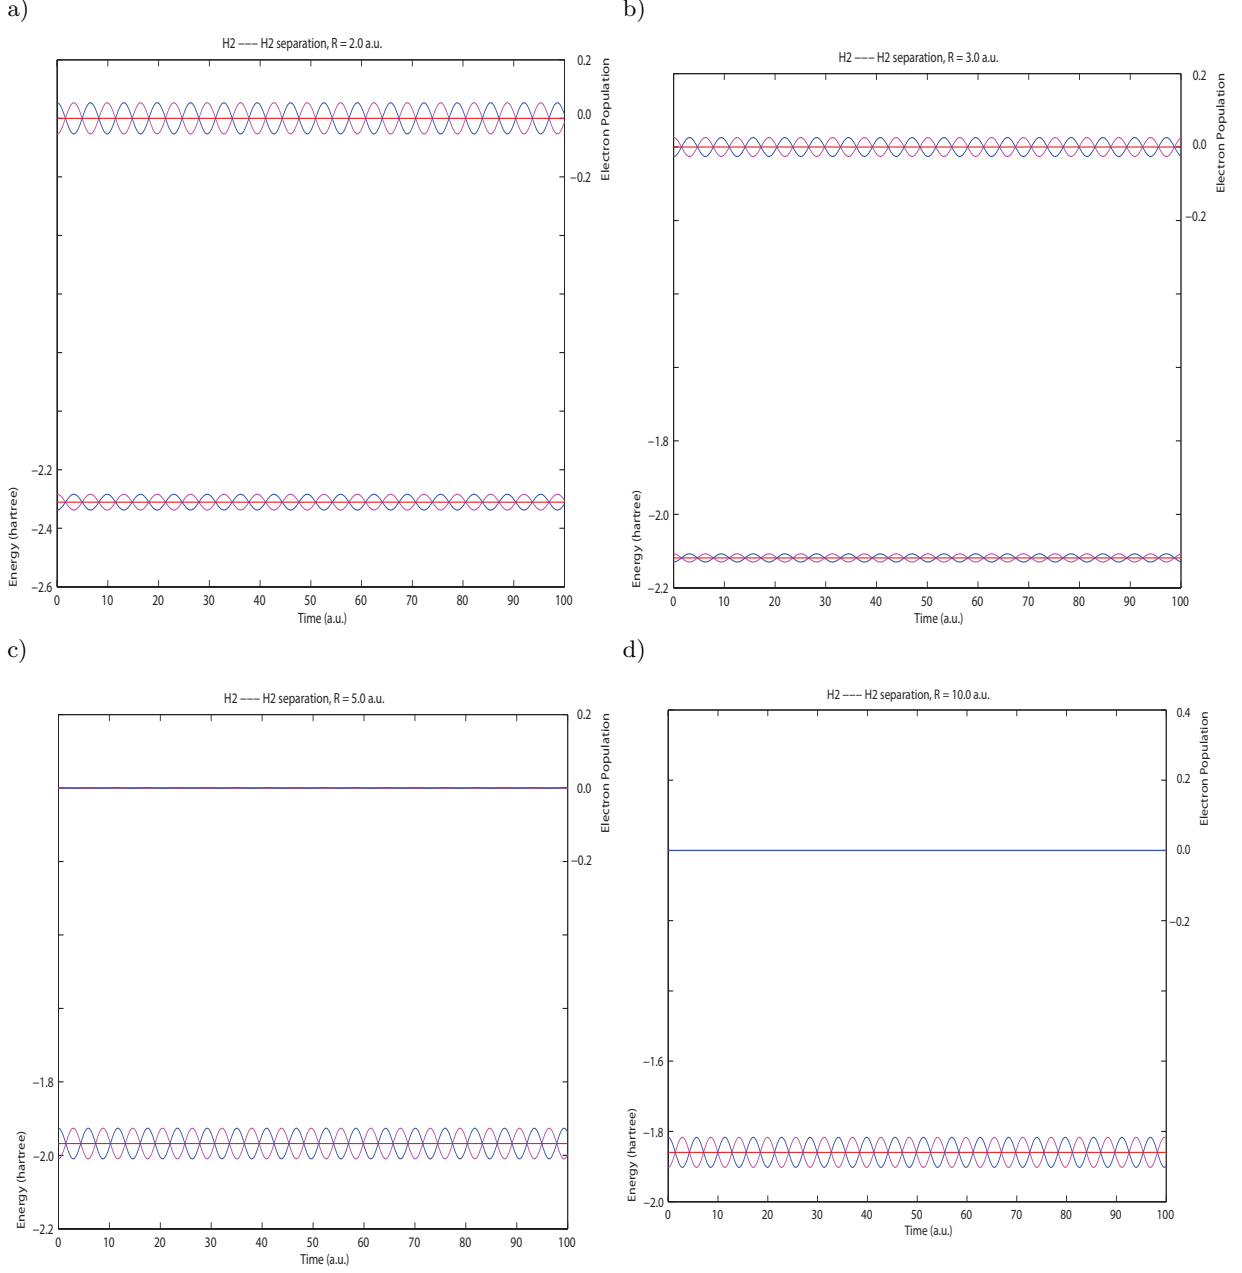 a)
H2 −−− H2 separation, R = 2.0 a.u.
0.2
0.0
−0.2
Electron Population
−2.2
−2.4
−2.6
Energy (hartree)
0 10 20 30 40 50 60 70 80 90 100
Time (a.u.)
b)
H2 −−− H2 separation, R = 3.0 a.u.
0.2
0.0
−0.2
Electron Population
−1.8
−2.0
−2.2
Energy (hartree)
0 10 20 30 40 50 60 70 80 90 100
Time (a.u.)
c)
H2 −−− H2 separation, R = 5.0 a.u.
0.2
0.0
−0.2
Electron Population
−1.8
−2.0
−2.2
Energy (hartree)
0 10 20 30 40 50 60 70 80 90 100
Time (a.u.)
d)
H2 −−− H2 separation, R = 10.0 a.u.
0.4
0.2
0.0
−0.2
Electron Population
−1.6
−1.8
−2.0
Energy (hartree)
0 10 20 30 40 50 60 70 80 90 100
Time (a.u.)